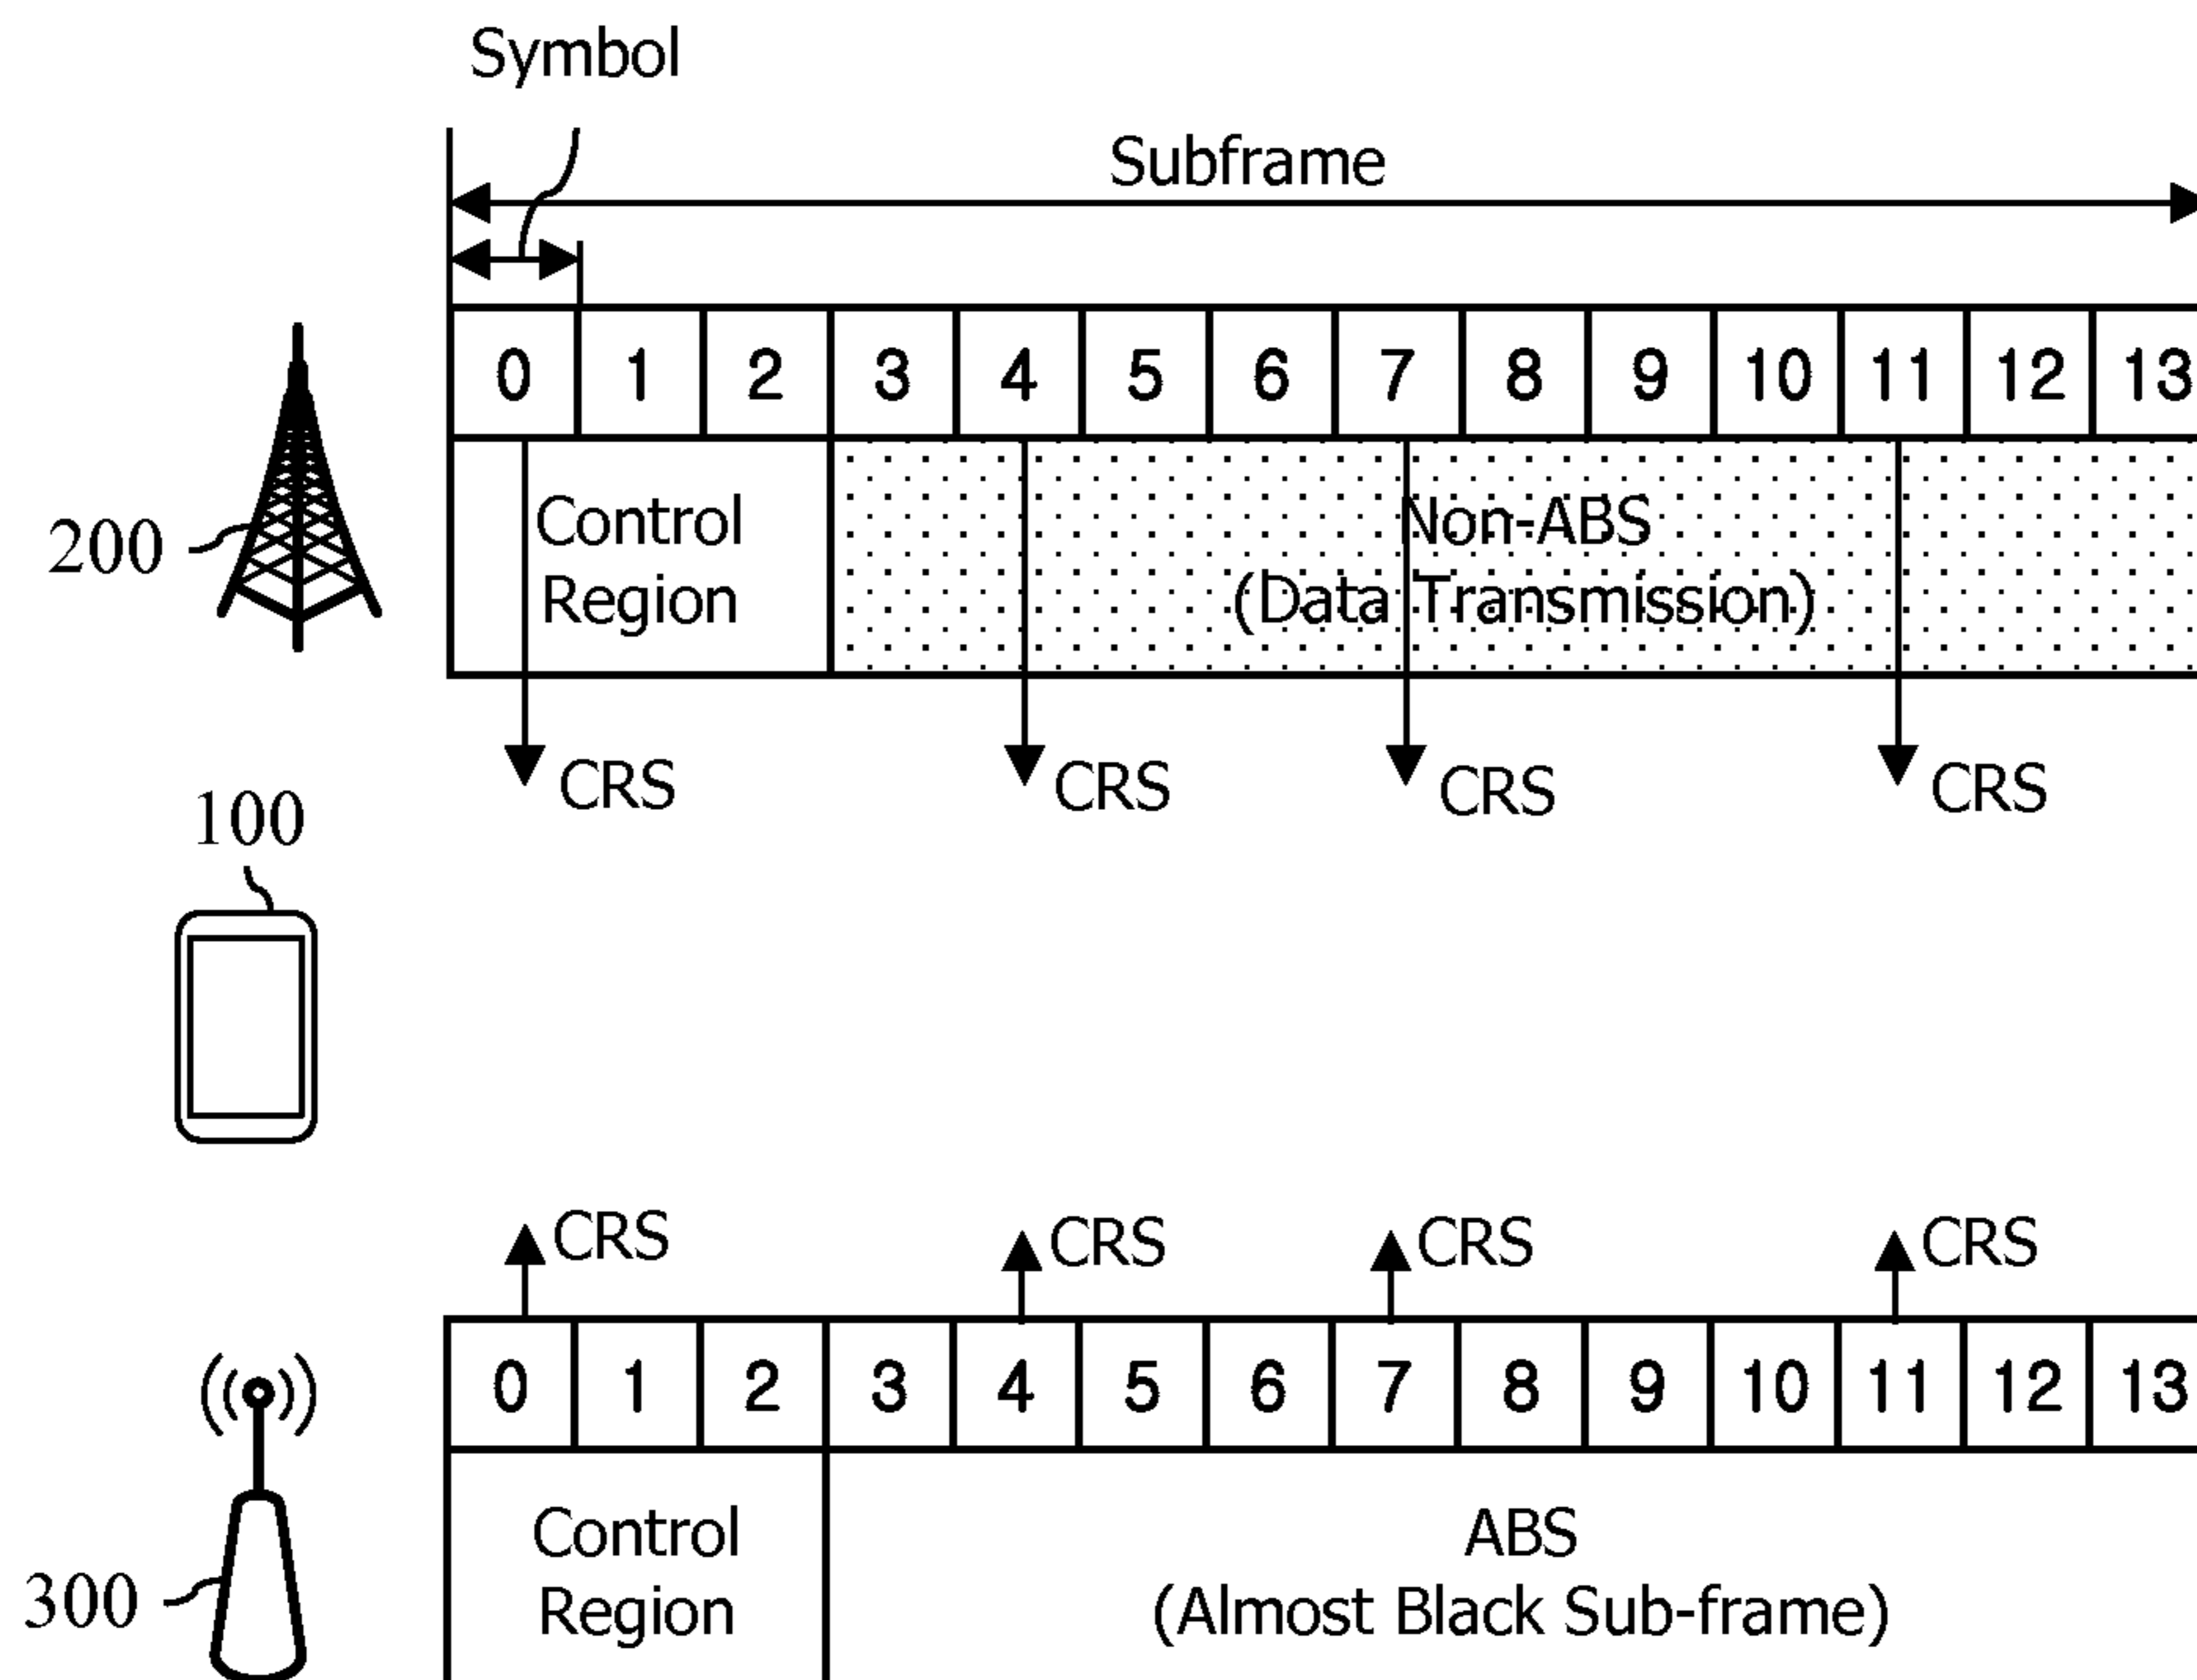 Symbol
Subframe
0 1 2 3 4 5 6 7 8 9 10 11 12 13
200
Control
Region
Non-ABS
(Data Transmission)
CRS CRS CRS CRS
100
CRS CRS CRS CRS
0 1 2 3 4 5 6 7 8 9 10 11 12 13
300
Control
Region
ABS
(Almost Black Sub-frame)